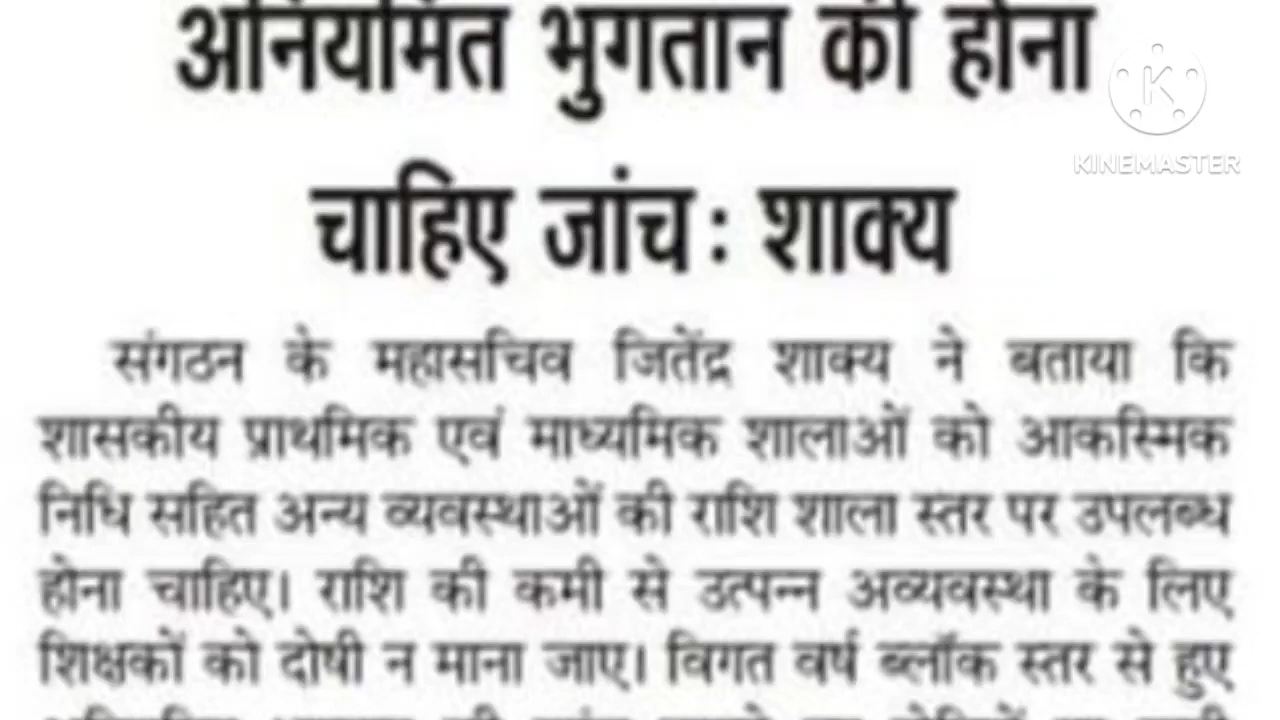 अनियमित भुगतान की होना
चाहिए जांच : शाक्य
K
KINEMASTER
संगठन के महासचिव जितेंद्र शाक्य ने बताया कि
शासकीय प्राथमिक एवं माध्यमिक शालाओं को आकस्मिक
निधि सहित अन्य व्यवस्थाओं की राशि शाला स्तर पर उपलब्ध
होना चाहिए। राशि की कमी से उत्पन्न अव्यवस्था के लिए
शिक्षकों को दोषी न माना जाए। विगत वर्ष ब्लॉक स्तर से हुए